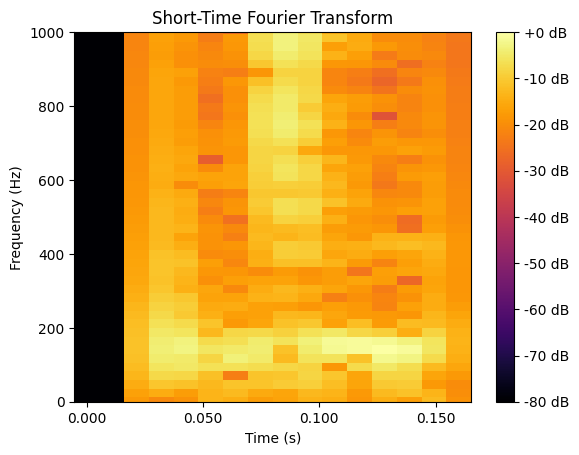 Short-Time Fourier Transform
1000
800
600
400
200
0
Frequency (Hz)
0.000
0.050
0.100
0.150
Time (s)
+0 dB
-10 dB
-20 dB
-30 dB
-40 dB
-50 dB
-60 dB
-70 dB
-80 dB